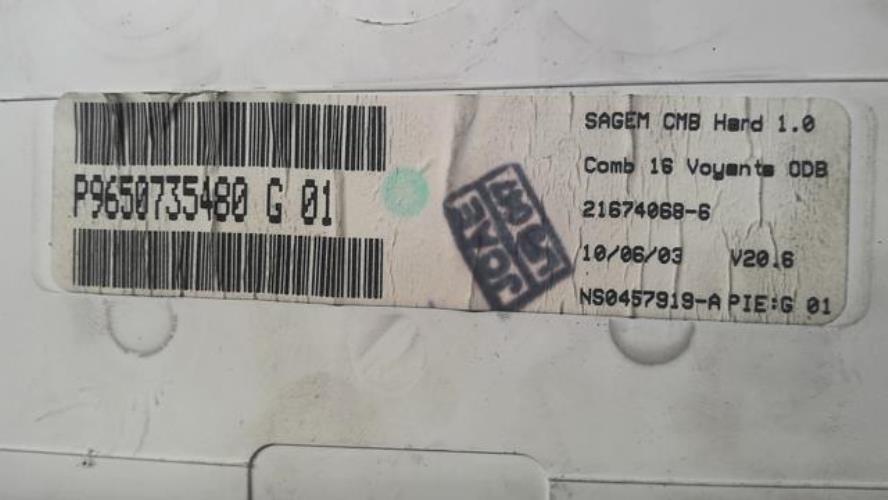 P9650735480 G 01
SAGEM CMB Hard 1.0
Comb 16 Voyants ODB
21674068-6
10/06/03 V20.6
NS0457919-A PIE:G 01